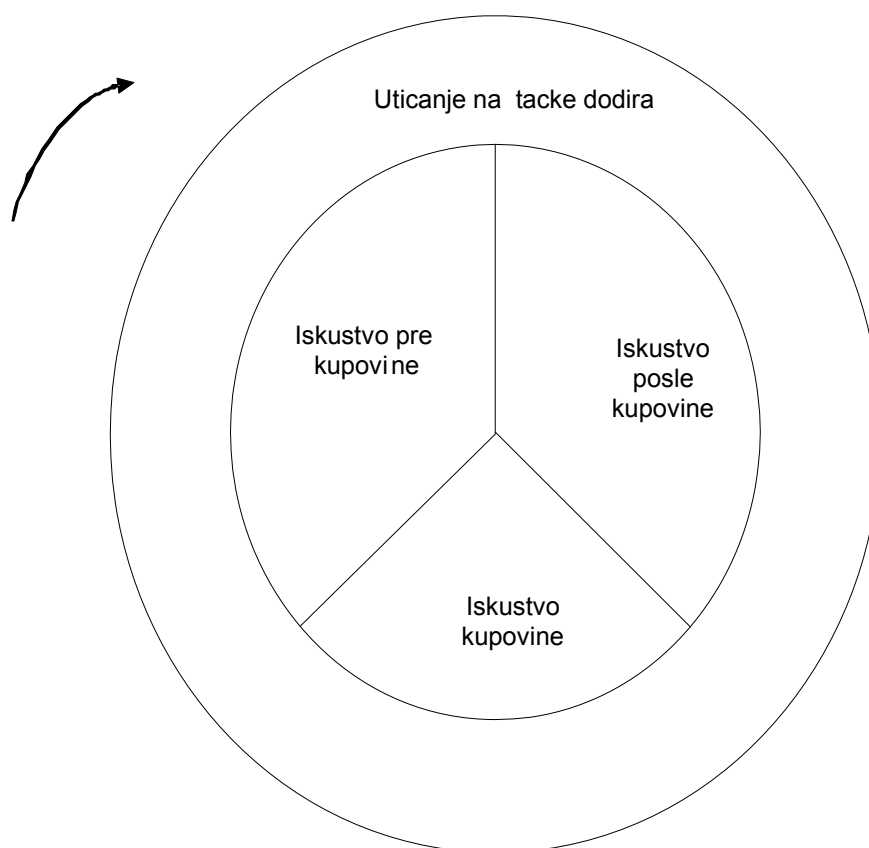 Uticanje na tacke dodira
Iskustvo pre
kupovine
Iskustvo
posle
kupovine
Iskustvo
kupovine